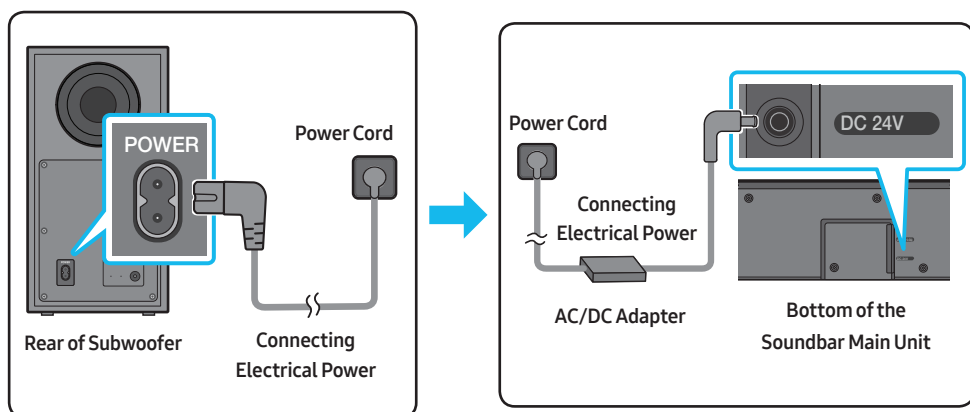 POWER
Power Cord
Rear of Subwoofer
Connecting
Electrical Power
Power Cord
DC 24V
Connecting
Electrical Power
AC/DC Adapter
Bottom of the
Soundbar Main Unit